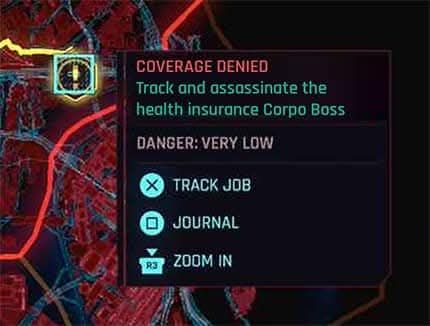 COVERAGE DENIED
Track and assassinate the
health insurance Corpo Boss
DANGER: VERY LOW
TRACK JOB
JOURNAL
R3 ZOOM IN